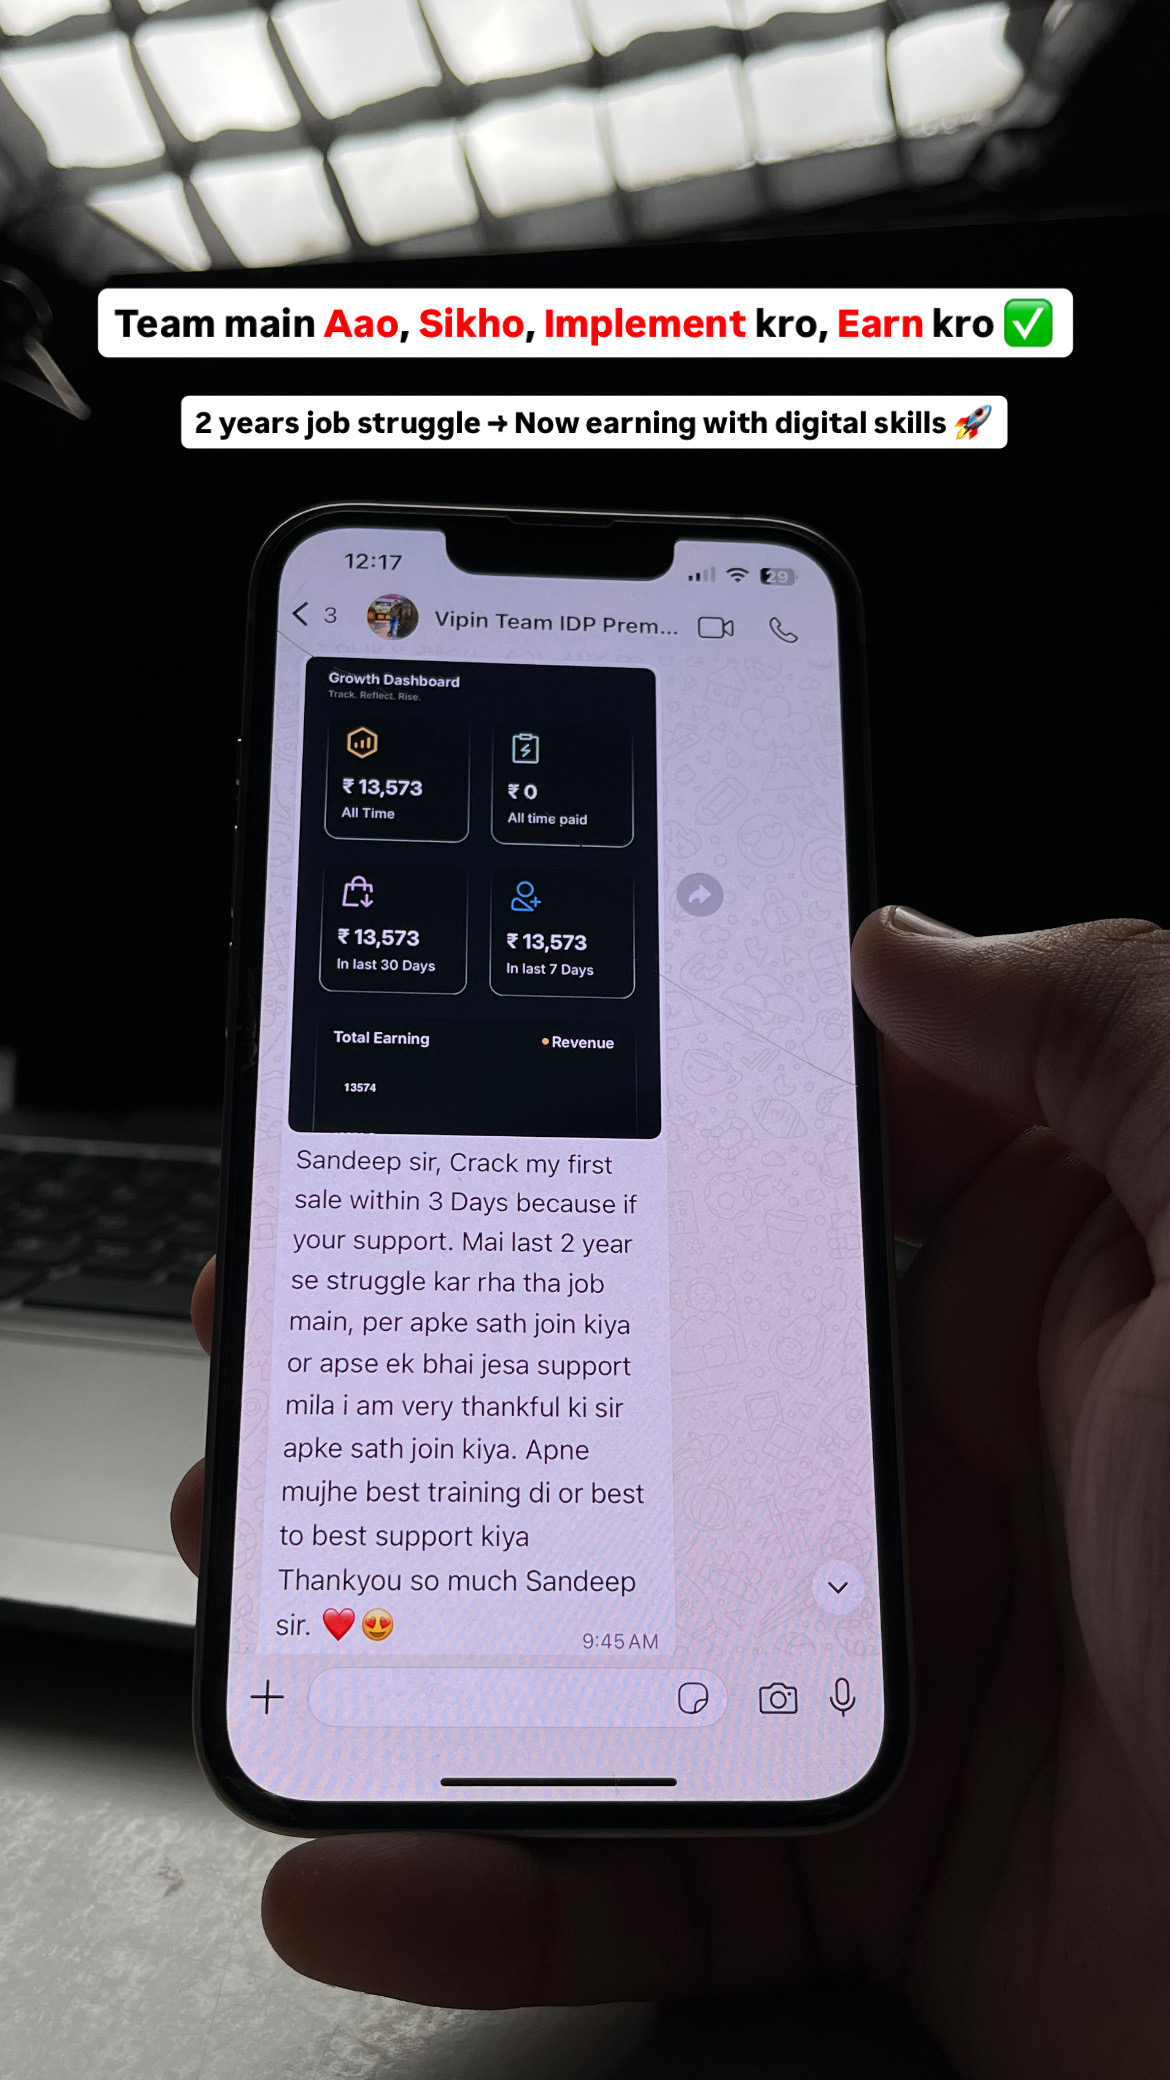 Team main Aao, Sikho, Implement kro, Earn kro ✅
2 years job struggle → Now earning with digital skills 🚀
12:17
29
3
Vipin Team IDP Prem...
Growth Dashboard
Track. Reflect. Rise.
₹ 13,573
All Time
₹ 0
All time paid
₹ 13,573
In last 30 Days
₹ 13,573
In last 7 Days
Total Earning
Revenue
13574
Sandeep sir, Crack my first
sale within 3 Days because if
your support. Mai last 2 year
se struggle kar rha tha job
main, per apke sath join kiya
or apse ek bhai jesa support
mila i am very thankful ki sir
apke sath join kiya. Apne
mujhe best training di or best
to best support kiya
Thankyou so much Sandeep
sir. ❤️😍
9:45 AM